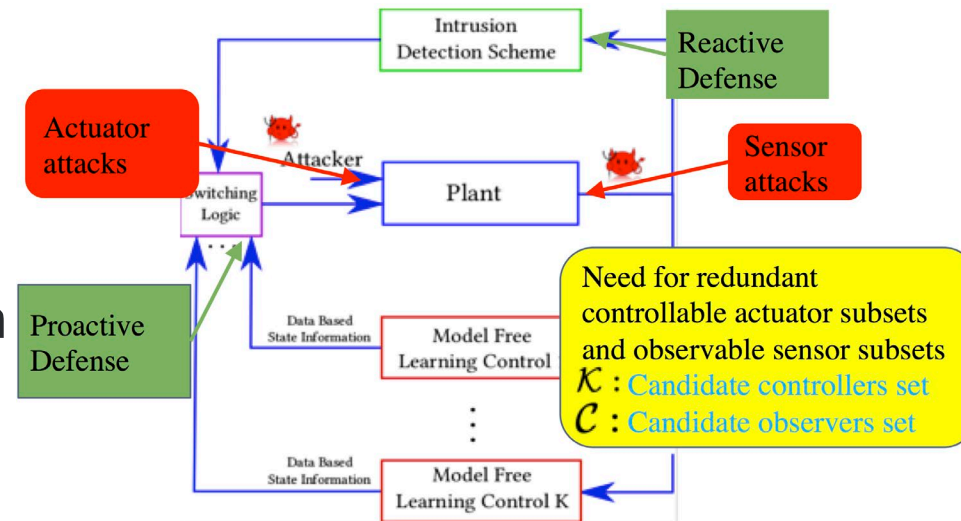 Intrusion
Detection Scheme
Reactive
Defense
Actuator
attacks
Attacker
Sensor
attacks
Plant
Logic
...
Need for redundant
controllable actuator subsets
and observable sensor subsets
𝒦 : Candidate controllers set
𝒞 : Candidate observers set
n
Proactive
Defense
Data Based
State Information
Model Free
Learning Control
Data Based
State Information
Model Free
Learning Control K